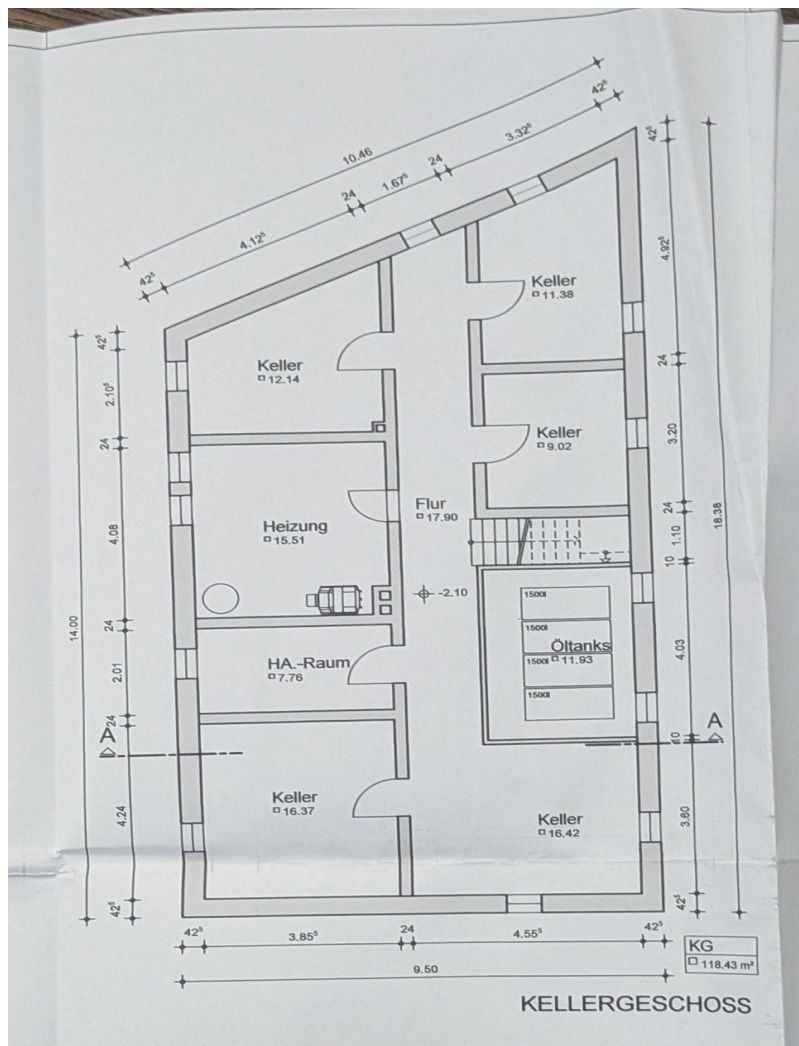 10.46
42⁵
4.12⁵
24
1.67⁵
24
3.32⁵
42⁵
42⁵
4.92⁵
24
3.20
24
1.10
10
4.03
10
3.60
42⁵
18.38
14.00
42⁵
2.10⁵
24
4.08
24
2.01
24
4.24
42⁵
Keller
11.38
Keller
12.14
Keller
9.02
Flur
17.90
Heizung
15.51
-2.10
1500l
1500l
Öltanks
1500l 11.93
1500l
HA.-Raum
7.76
A
A
Keller
16.37
Keller
16.42
42⁵
3.85⁵
24
4.55⁵
42⁵
9.50
KG
118.43 m²
KELLERGESCHOSS